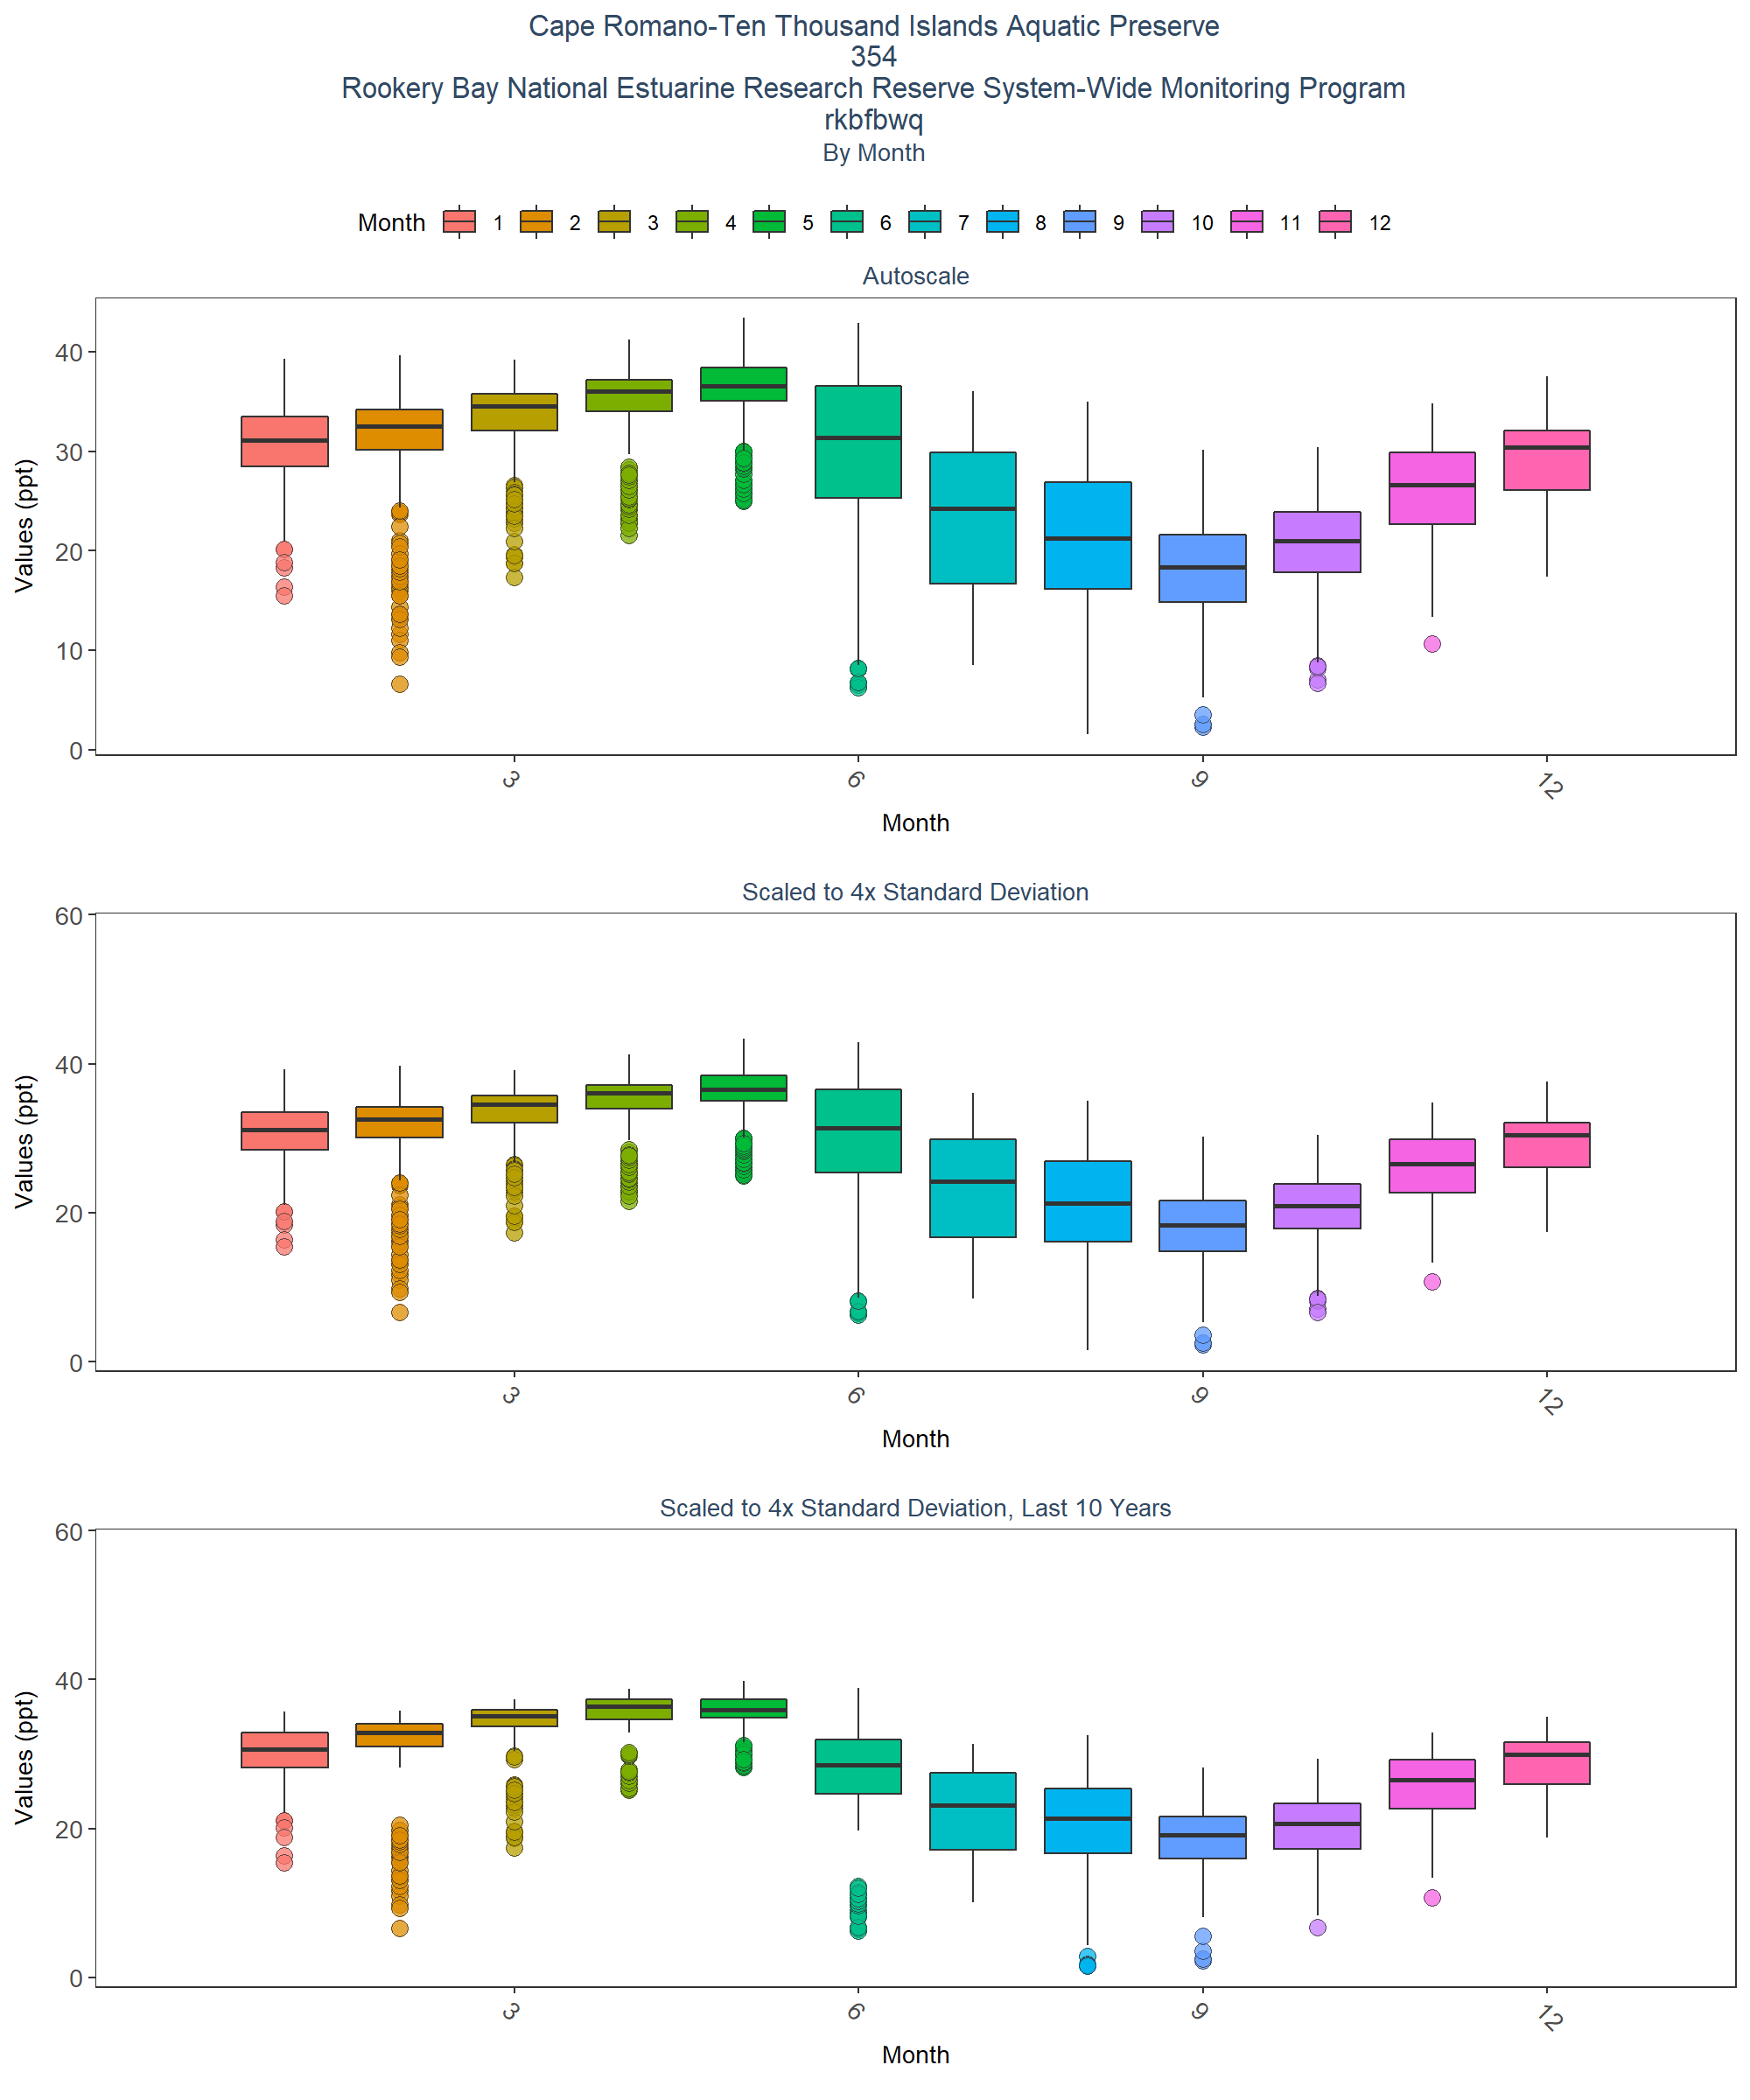 Cape Romano-Ten Thousand Islands Aquatic Preserve
354
Rookery Bay National Estuarine Research Reserve System-Wide Monitoring Program
rkbfbwq
By Month
Month 1 2 3 4 5 6 7 8 9 10 11 12
Autoscale
Values (ppt)
40
30
20
10
0
3 6 9 12
Month
Scaled to 4x Standard Deviation
Values (ppt)
60
40
20
0
3 6 9 12
Month
Scaled to 4x Standard Deviation, Last 10 Years
Values (ppt)
60
40
20
0
3 6 9 12
Month